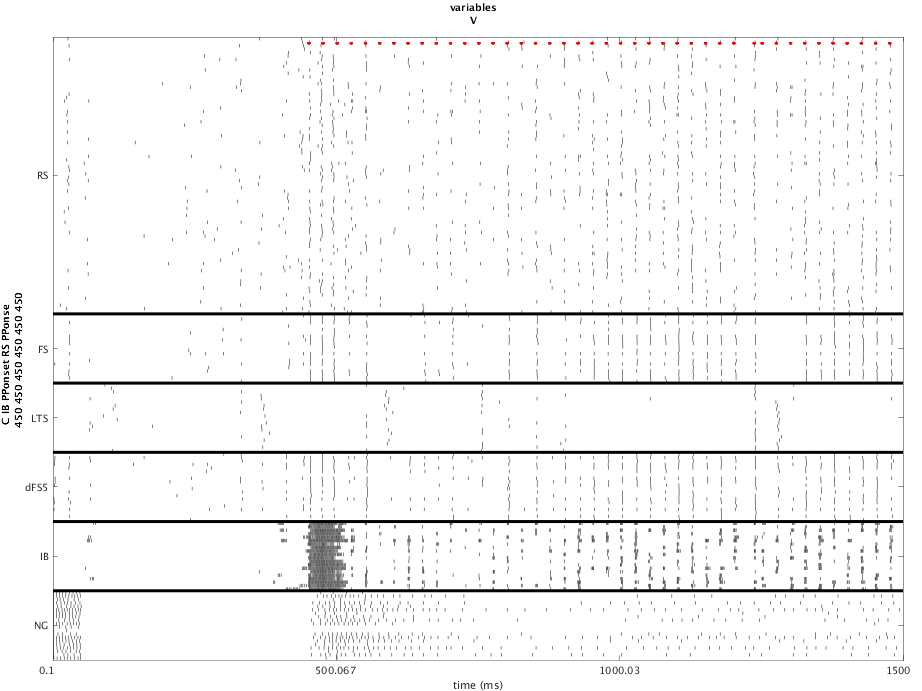 variables
V
C IB PPonset RS PPonse
450 450 450 450 450 450
RS
FS
LTS
dFS5
IB
NG
0.1
500.067
1000.03
1500
time (ms)